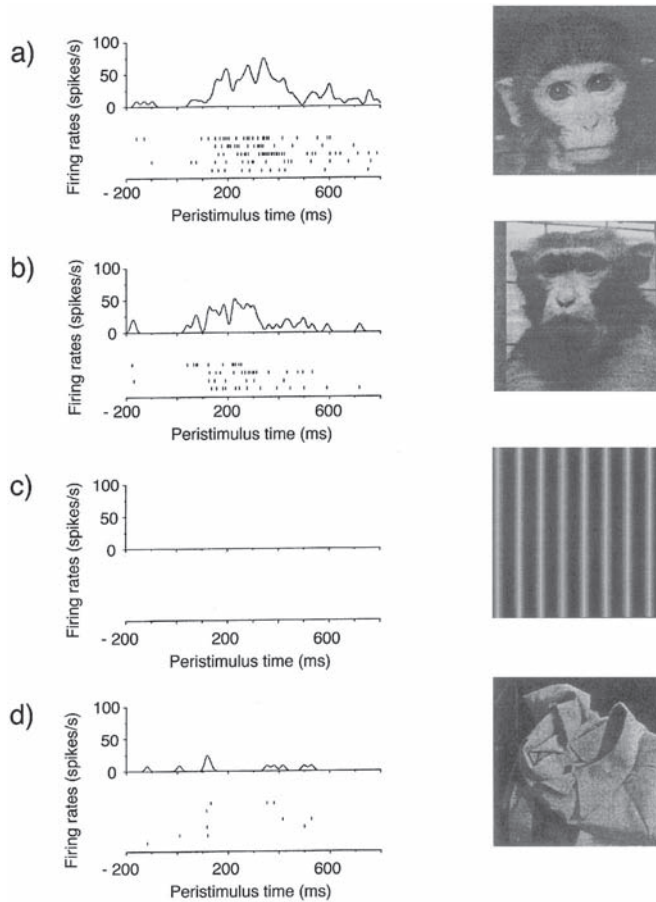 a)
Firing rates (spikes/s)
100
50
0
- 200
200
600
Peristimulus time (ms)
b)
Firing rates (spikes/s)
100
50
0
- 200
200
600
Peristimulus time (ms)
c)
Firing rates (spikes/s)
100
50
0
- 200
200
600
Peristimulus time (ms)
d)
Firing rates (spikes/s)
100
50
0
- 200
200
600
Peristimulus time (ms)